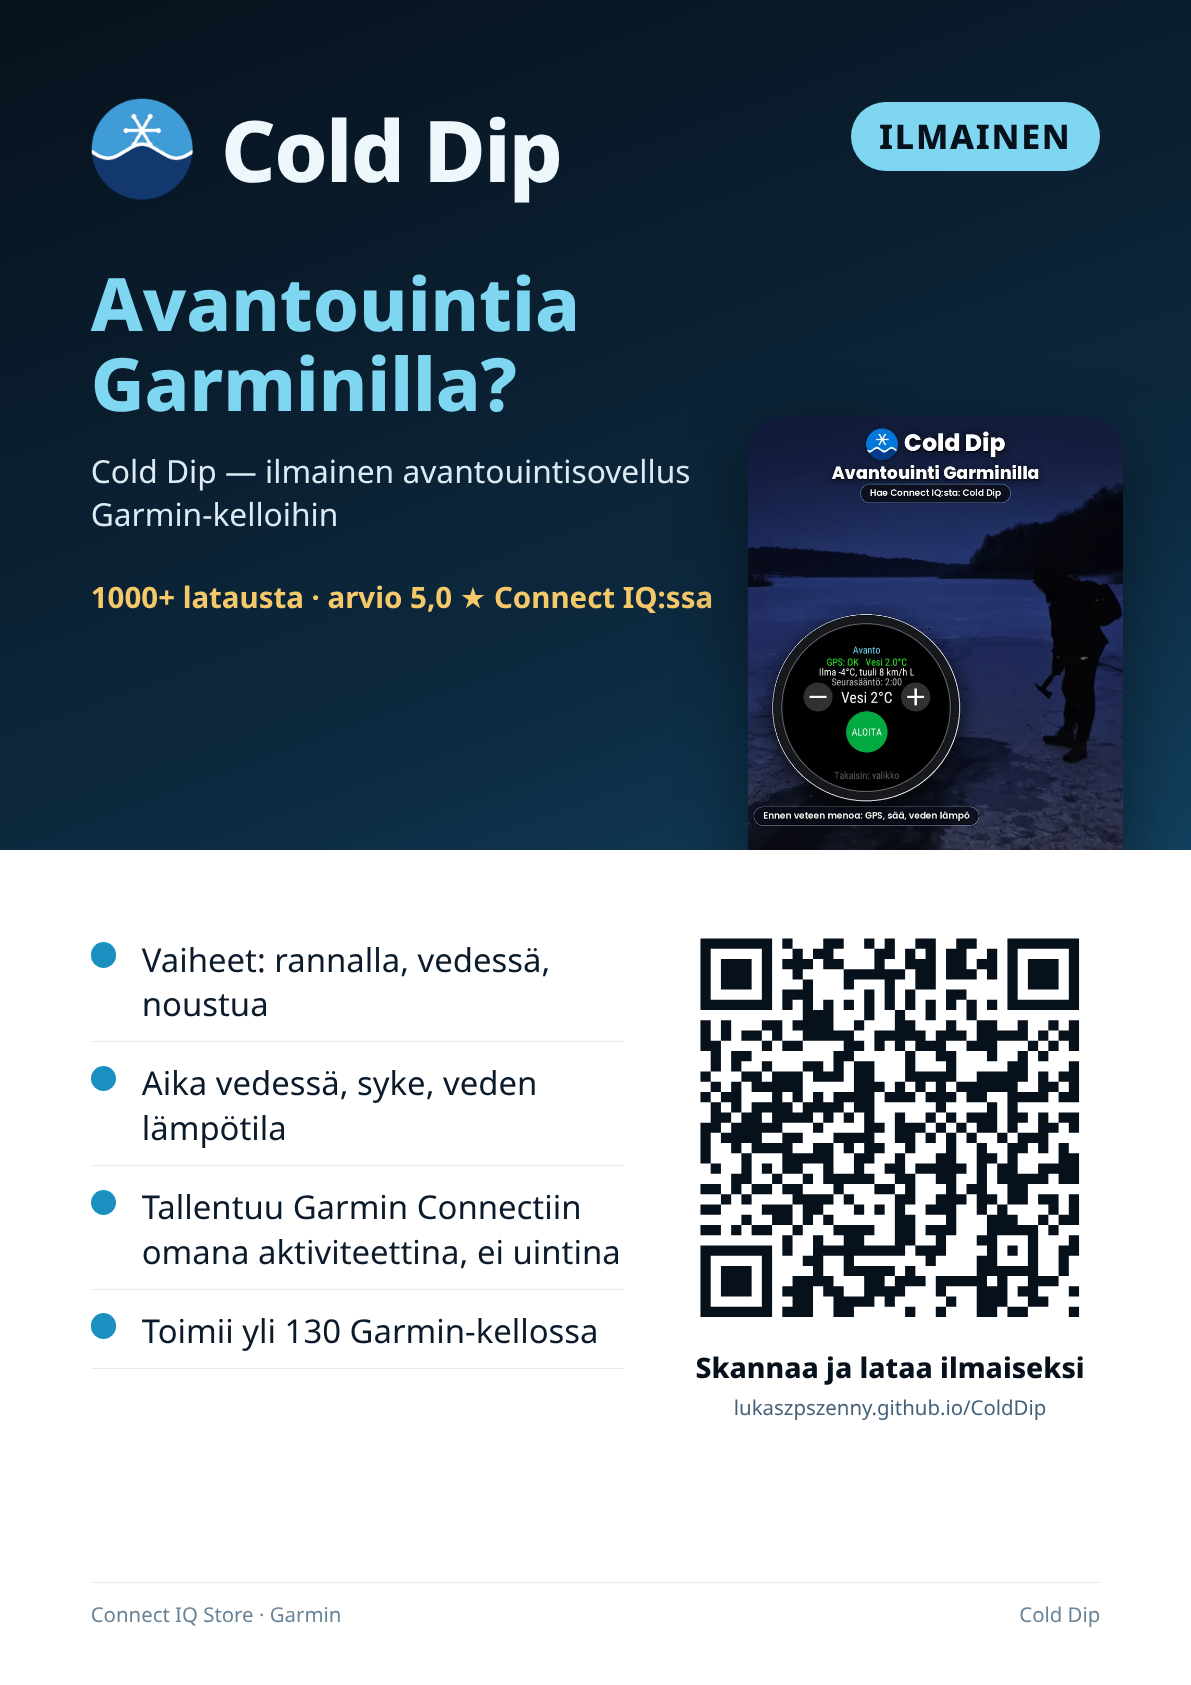 Cold Dip
ILMAINEN
Avantouintia
Garminilla?
Cold Dip — ilmainen avantouintisovellus
Garmin-kelloihin
1000+ latausta · arvio 5,0 ★ Connect IQ:ssa
Cold Dip
Avantouinti Garminilla
Hae Connect IQ:sta: Cold Dip
Avanto
GPS: OK Vesi 2.0°C
Ilma -4°C, tuuli 8 km/h L
Seurasääntö: 2:00
Vesi 2°C
ALOITA
Takaisin: valikko
Ennen veteen menoa: GPS, sää, veden lämpö
Vaiheet: rannalla, vedessä,
noustua
Aika vedessä, syke, veden
lämpötila
Tallentuu Garmin Connectiin
omana aktiviteettina, ei uintina
Toimii yli 130 Garmin-kellossa
Skannaa ja lataa ilmaiseksi
lukaszpszenny.github.io/ColdDip
Connect IQ Store · Garmin
Cold Dip